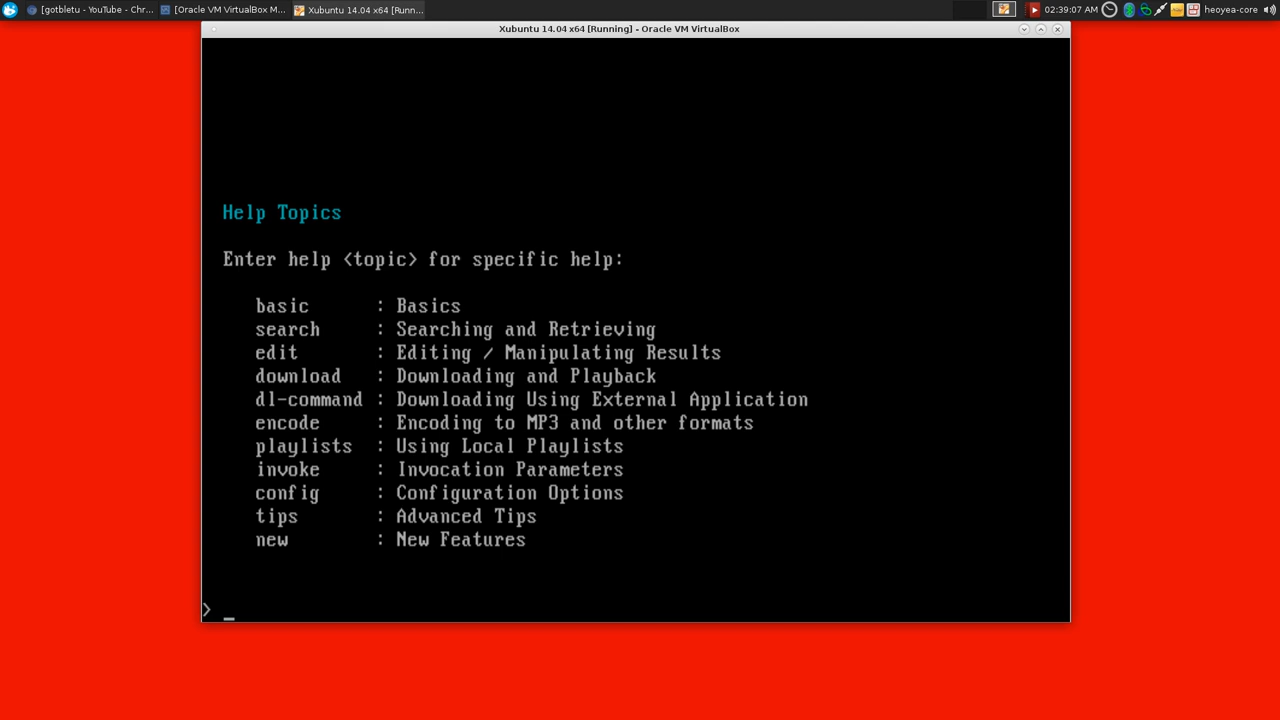 [gotbletu - YouTube - Chr... [Oracle VM VirtualBox M... Xubuntu 14.04 x64 [Runn... 02:39:07 AM heoyea-core
Xubuntu 14.04 x64 [Running] - Oracle VM VirtualBox
Help Topics
Enter help <topic> for specific help:
basic : Basics
search : Searching and Retrieving
edit : Editing / Manipulating Results
download : Downloading and Playback
dl-command : Downloading Using External Application
encode : Encoding to MP3 and other formats
playlists : Using Local Playlists
invoke : Invocation Parameters
config : Configuration Options
tips : Advanced Tips
new : New Features
> _